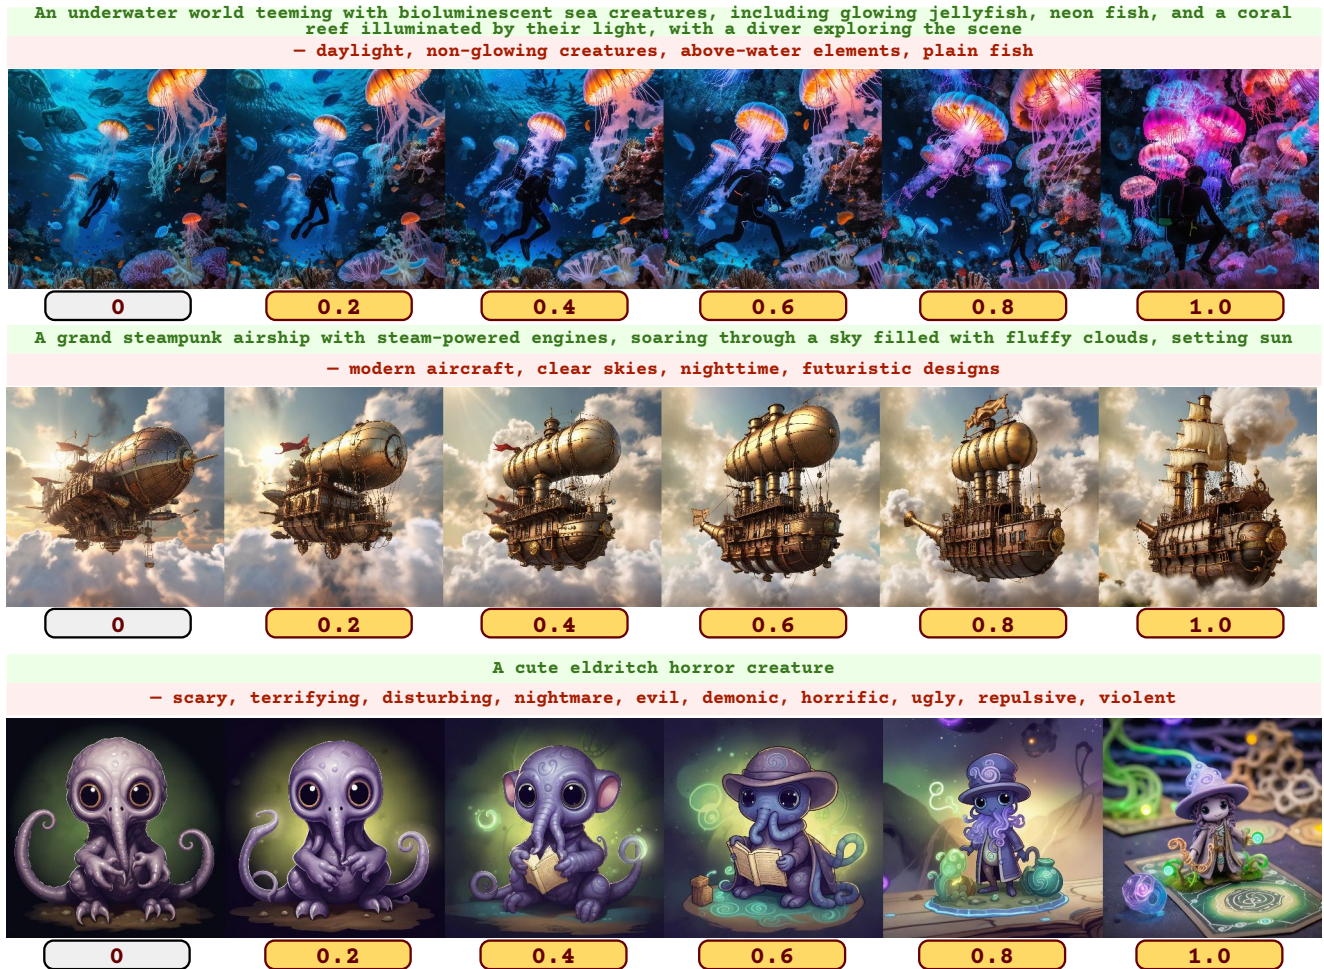 An underwater world teeming with bioluminescent sea creatures, including glowing jellyfish, neon fish, and a coral
reef illuminated by their light, with a diver exploring the scene
— daylight, non-glowing creatures, above-water elements, plain fish
0 0.2 0.4 0.6 0.8 1.0
A grand steampunk airship with steam-powered engines, soaring through a sky filled with fluffy clouds, setting sun
— modern aircraft, clear skies, nighttime, futuristic designs
0 0.2 0.4 0.6 0.8 1.0
A cute eldritch horror creature
— scary, terrifying, disturbing, nightmare, evil, demonic, horrific, ugly, repulsive, violent
0 0.2 0.4 0.6 0.8 1.0